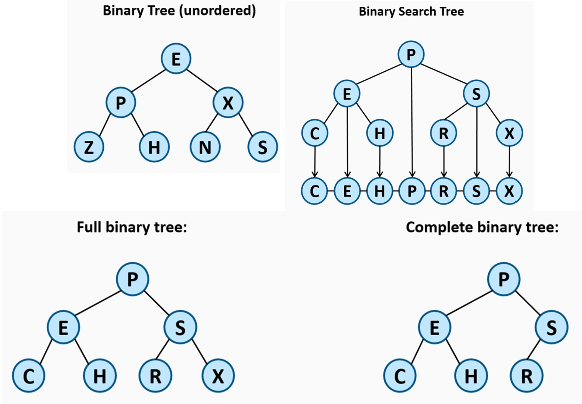 Binary Tree (unordered)
E
P X
Z H N S
Binary Search Tree
P
E S
C H R X
C E H P R S X
Full binary tree:
P
E S
C H R X
Complete binary tree:
P
E S
C H R